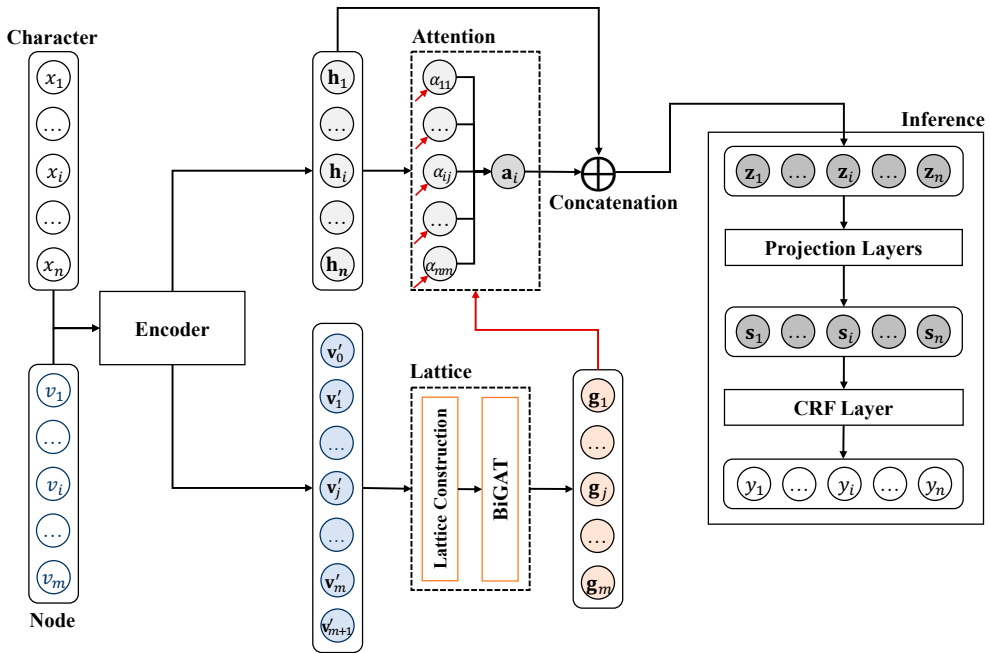 Character
x₁
...
xᵢ
...
xₙ
Encoder
v₁
...
vᵢ
...
vₘ
Node
h₁
...
hᵢ
...
hₙ
v′₀
v′₁
...
v′ⱼ
...
v′ₘ
v′ₘ₊₁
Attention
α₁₁
...
αᵢⱼ
...
αₙₘ
aᵢ
Concatenation
Lattice
Lattice Construction
BiGAT
g₁
...
gⱼ
...
gₘ
Inference
z₁ ... zᵢ ... zₙ
Projection Layers
s₁ ... sᵢ ... sₙ
CRF Layer
y₁ ... yᵢ ... yₙ